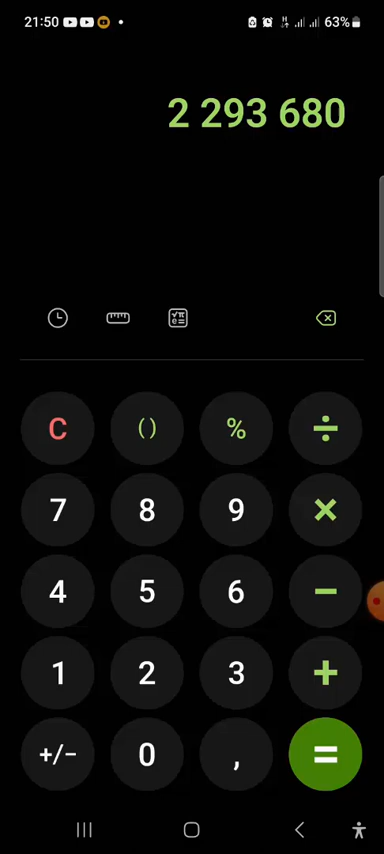 21:50 63%
2 293 680
C ( ) % ÷
7 8 9 ×
4 5 6 −
1 2 3 +
+/− 0 , =